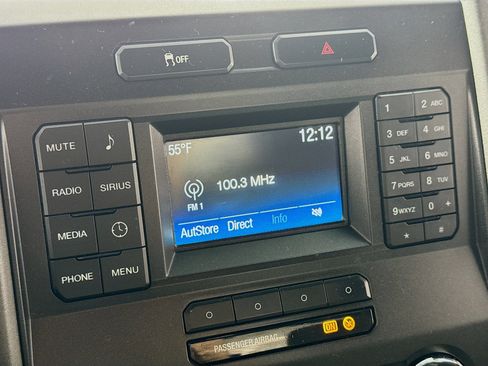 OFF
55°F 12:12
100.3 MHz
FM 1
AutStore Direct Info
MUTE
RADIO SIRIUS
MEDIA
PHONE MENU
1 2 ABC
3 DEF 4 GHI
5 JKL 6 MNO
7 PQRS 8 TUV
9 WXYZ 0 +
* #
PASSENGER AIRBAG ON